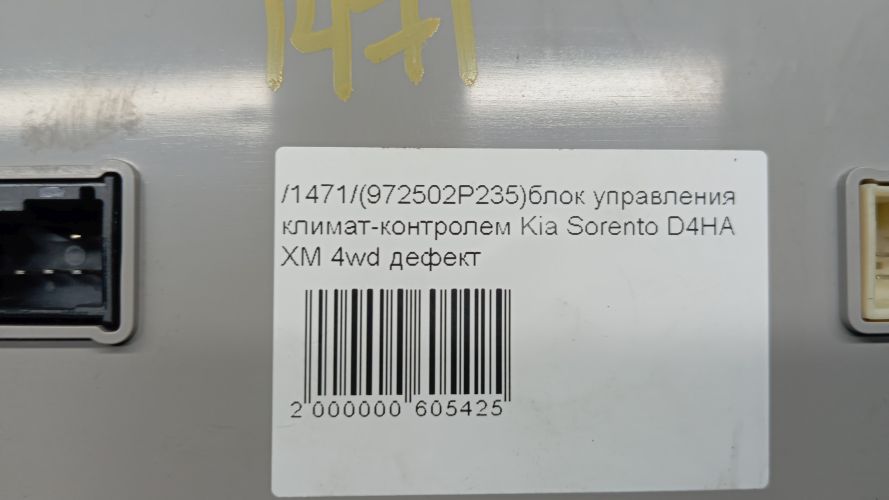 1471
/1471/(972502P235)блок управления
климат-контролем Kia Sorento D4HA
XM 4wd дефект
2 000000 605425